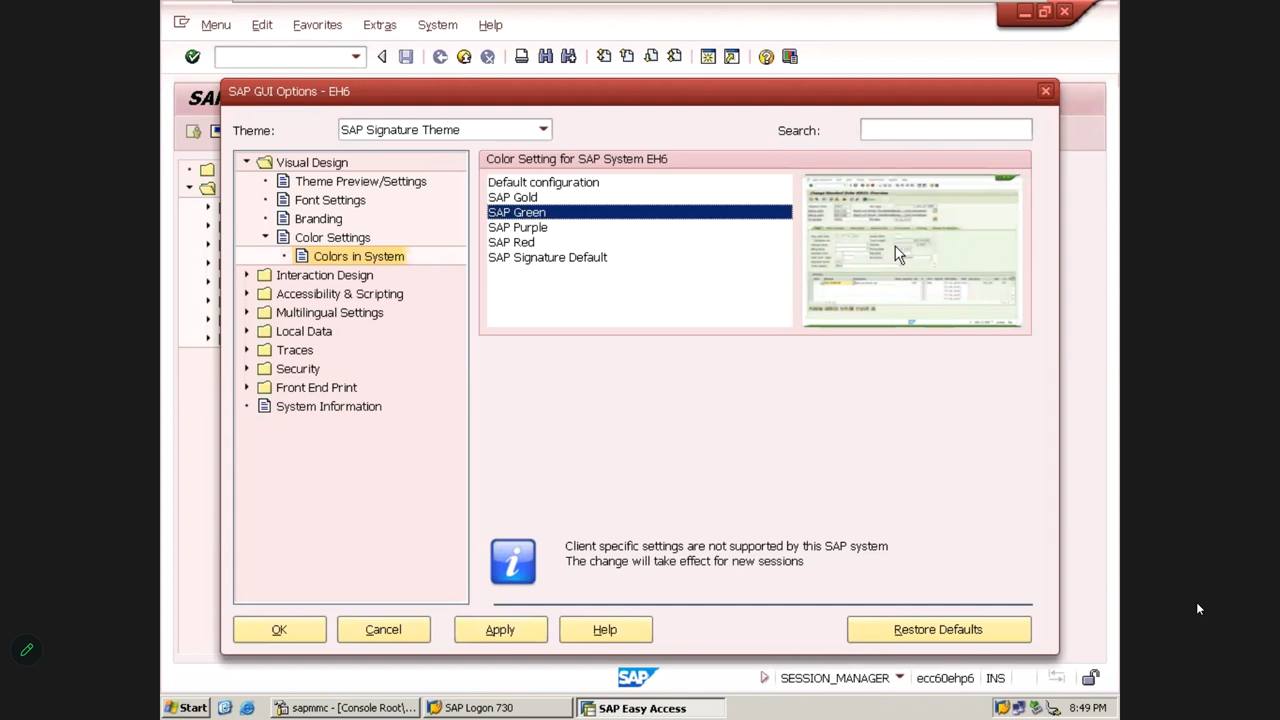 Menu Edit Favorites Extras System Help
SAP
SAP GUI Options - EH6
Theme: SAP Signature Theme Search:
Visual Design
Theme Preview/Settings
Font Settings
Branding
Color Settings
Colors in System
Interaction Design
Accessibility & Scripting
Multilingual Settings
Local Data
Traces
Security
Front End Print
System Information
Color Setting for SAP System EH6
Default configuration
SAP Gold
SAP Green
SAP Purple
SAP Red
SAP Signature Default
Client specific settings are not supported by this SAP system
The change will take effect for new sessions
OK Cancel Apply Help Restore Defaults
SAP SESSION_MANAGER ecc60ehp6 INS
Start sapmmc - [Console Root\... SAP Logon 730 SAP Easy Access 8:49 PM